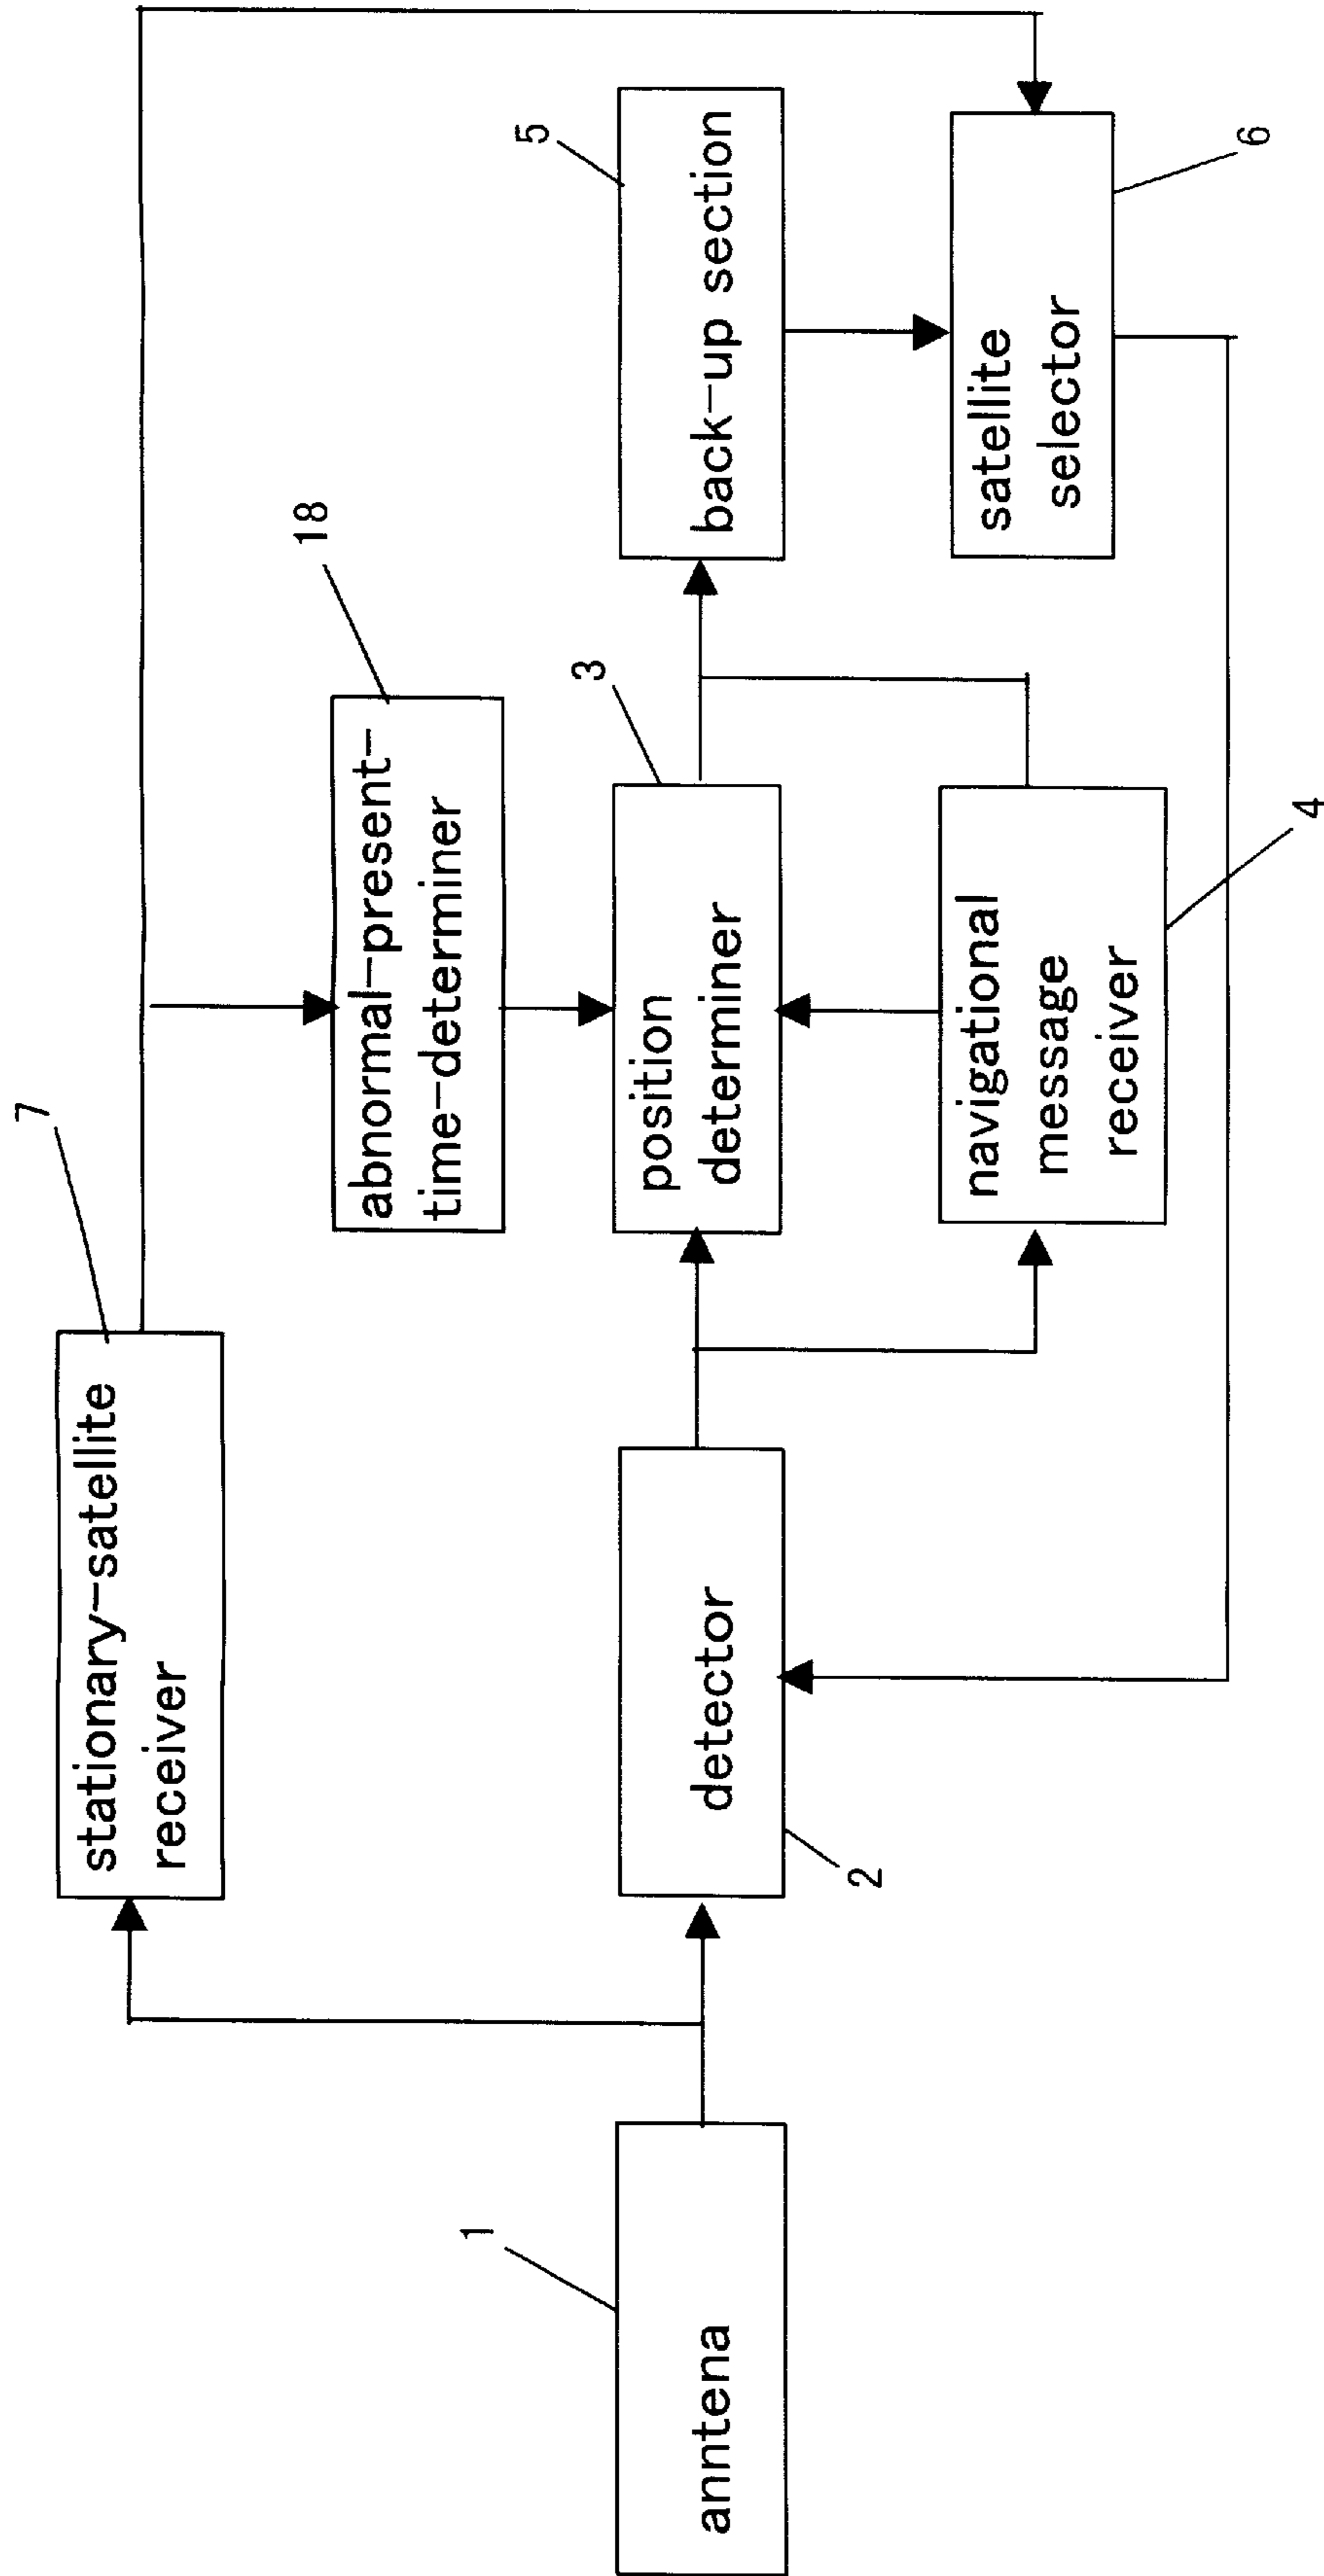 7
stationary-satellite
receiver
18
abnormal-present-
time-determiner
1
anntena
2
detector
3
position
determiner
5
back-up section
4
navigational
message
receiver
6
satellite
selector